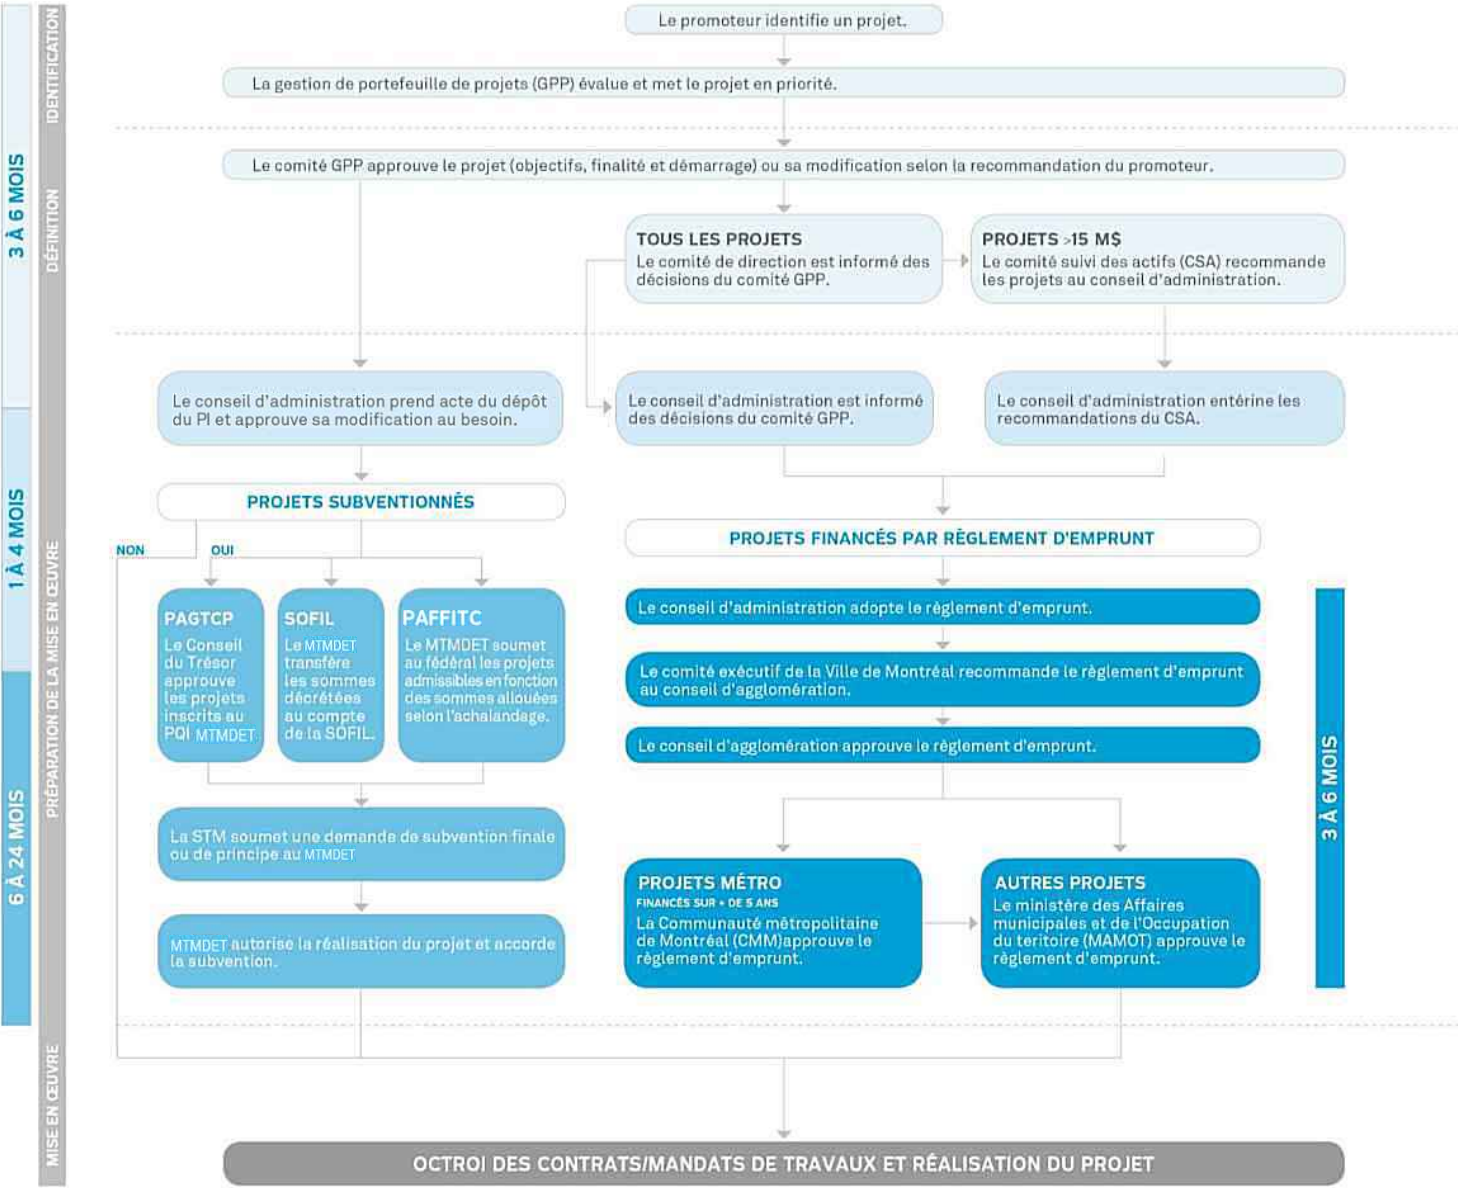 IDENTIFICATION
Le promoteur identifie un projet.
La gestion de portefeuille de projets (GPP) évalue et met le projet en priorité.
3 À 6 MOIS
DÉFINITION
Le comité GPP approuve le projet (objectifs, finalité et démarrage) ou sa modification selon la recommandation du promoteur.
TOUS LES PROJETS
Le comité de direction est informé des
décisions du comité GPP.
PROJETS >15 M$
Le comité suivi des actifs (CSA) recommande
les projets au conseil d'administration.
PRÉPARATION DE LA MISE EN ŒUVRE
Le conseil d'administration prend acte du dépôt
du PI et approuve sa modification au besoin.
Le conseil d'administration est informé
des décisions du comité GPP.
Le conseil d'administration entérine les
recommandations du CSA.
1 À 4 MOIS
PROJETS SUBVENTIONNÉS
NON
OUI
PAGTCP
Le Conseil
du Trésor
approuve
les projets
inscrits au
PQI MTMDET
SOFIL
Le MTMDET
transfère
les sommes
décrétées
au compte
de la SOFIL.
PAFFITC
Le MTMDET soumet
au fédéral les projets
admissibles en fonction
des sommes allouées
selon l'achalandage.
6 À 24 MOIS
La STM soumet une demande de subvention finale
ou de principe au MTMDET
MTMDET autorise la réalisation du projet et accorde
la subvention.
PROJETS FINANCÉS PAR RÈGLEMENT D'EMPRUNT
Le conseil d'administration adopte le règlement d'emprunt.
Le comité exécutif de la Ville de Montréal recommande le règlement d'emprunt
au conseil d'agglomération.
Le conseil d'agglomération approuve le règlement d'emprunt.
3 À 6 MOIS
PROJETS MÉTRO
FINANCÉS SUR + DE 5 ANS
La Communauté métropolitaine
de Montréal (CMM)approuve le
règlement d'emprunt.
AUTRES PROJETS
Le ministère des Affaires
municipales et de l'Occupation
du teritoire (MAMOT) approuve le
règlement d'emprunt.
MISE EN ŒUVRE
OCTROI DES CONTRATS/MANDATS DE TRAVAUX ET RÉALISATION DU PROJET